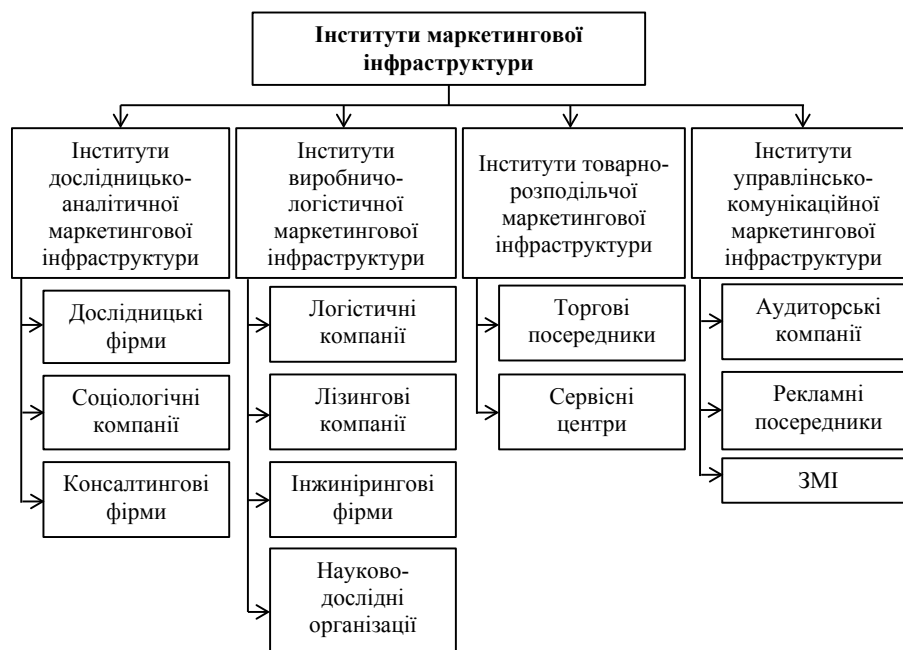 Інститути маркетингової
інфраструктури
Інститути
дослідницько-
аналітичної
маркетингової
інфраструктури
Дослідницькі
фірми
Соціологічні
компанії
Консалтингові
фірми
Інститути
виробничо-
логістичної
маркетингової
інфраструктури
Логістичні
компанії
Лізингові
компанії
Інжинірингові
фірми
Науково-
дослідні
організації
Інститути товарно-
розподільчої
маркетингової
інфраструктури
Торгові
посередники
Сервісні
центри
Інститути
управлінсько-
комунікаційної
маркетингової
інфраструктури
Аудиторські
компанії
Рекламні
посередники
ЗМІ